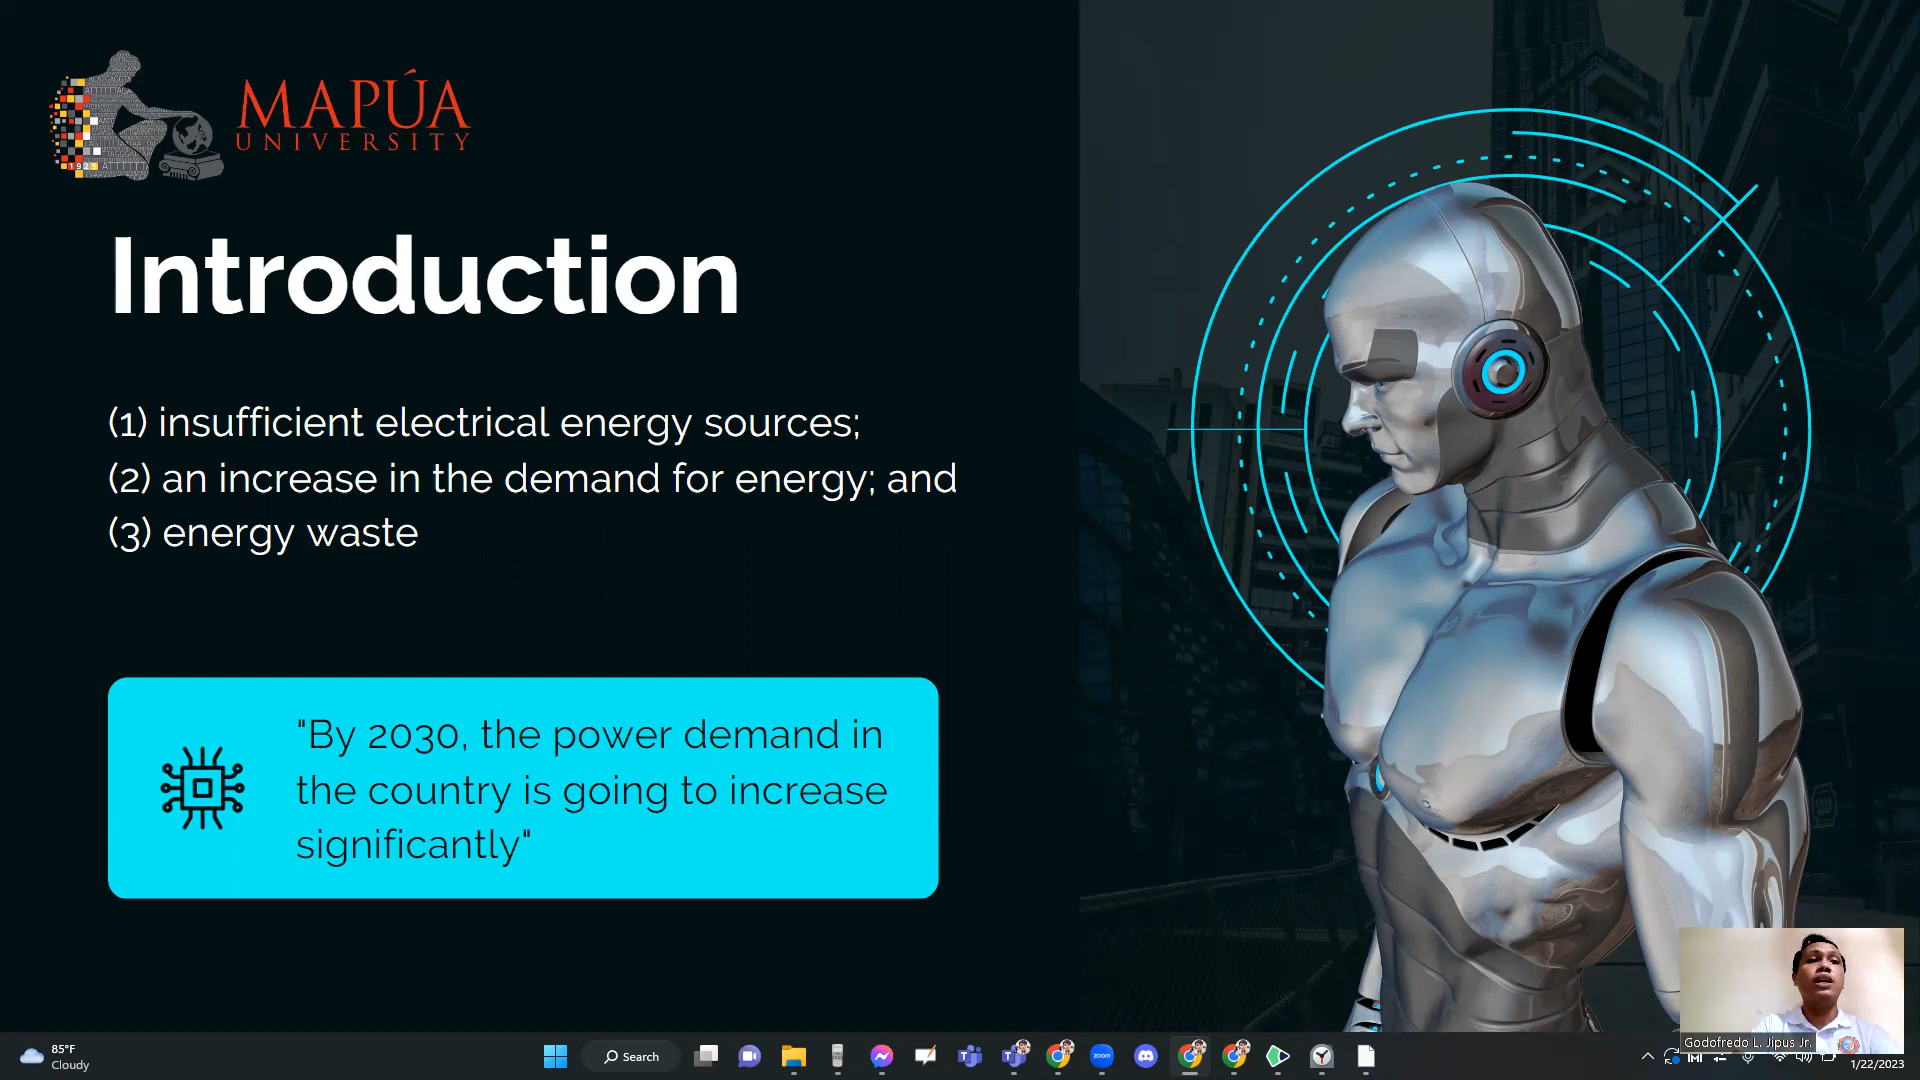 MAPÚA
UNIVERSITY
1925
Introduction
(1) insufficient electrical energy sources;
(2) an increase in the demand for energy; and
(3) energy waste
"By 2030, the power demand in
the country is going to increase
significantly"
Godofredo L. Jipus Jr.
85°F
Cloudy
Search
zoom
1/22/2023